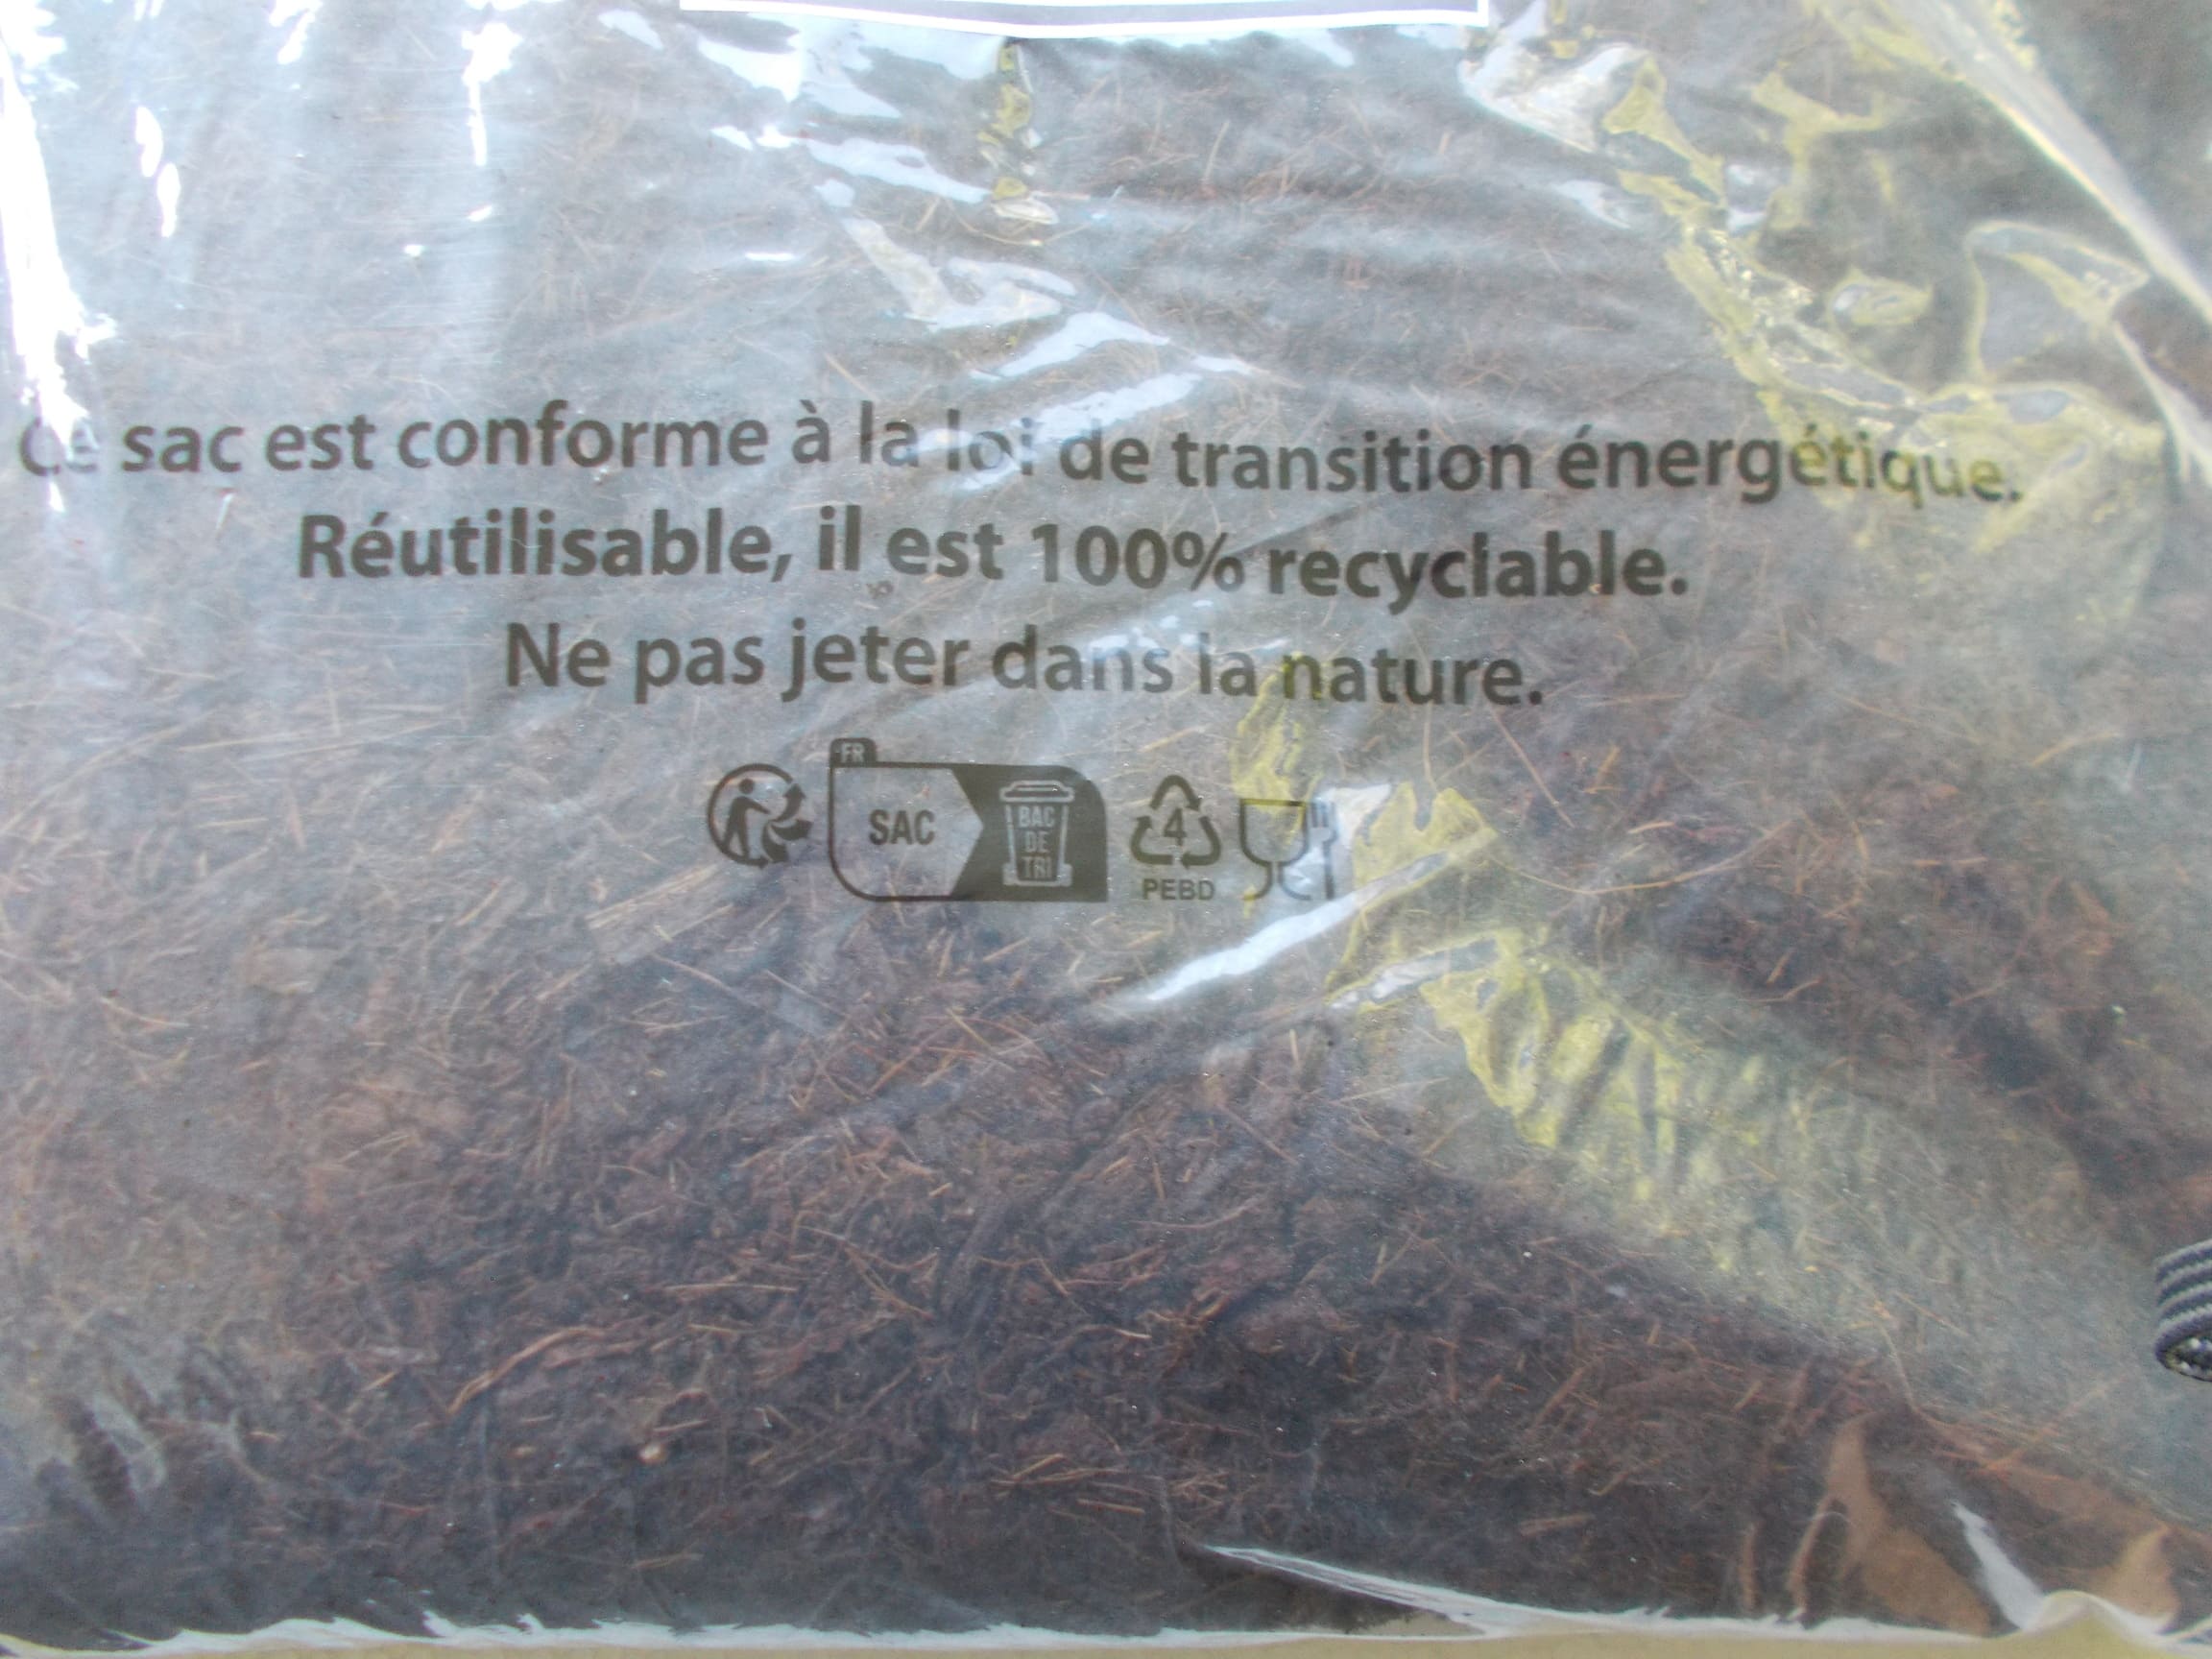 Ce sac est conforme à la loi de transition énergétique.
Réutilisable, il est 100% recyclable.
Ne pas jeter dans la nature.
FR
SAC
BAC
DE
TRI
4
PEBD